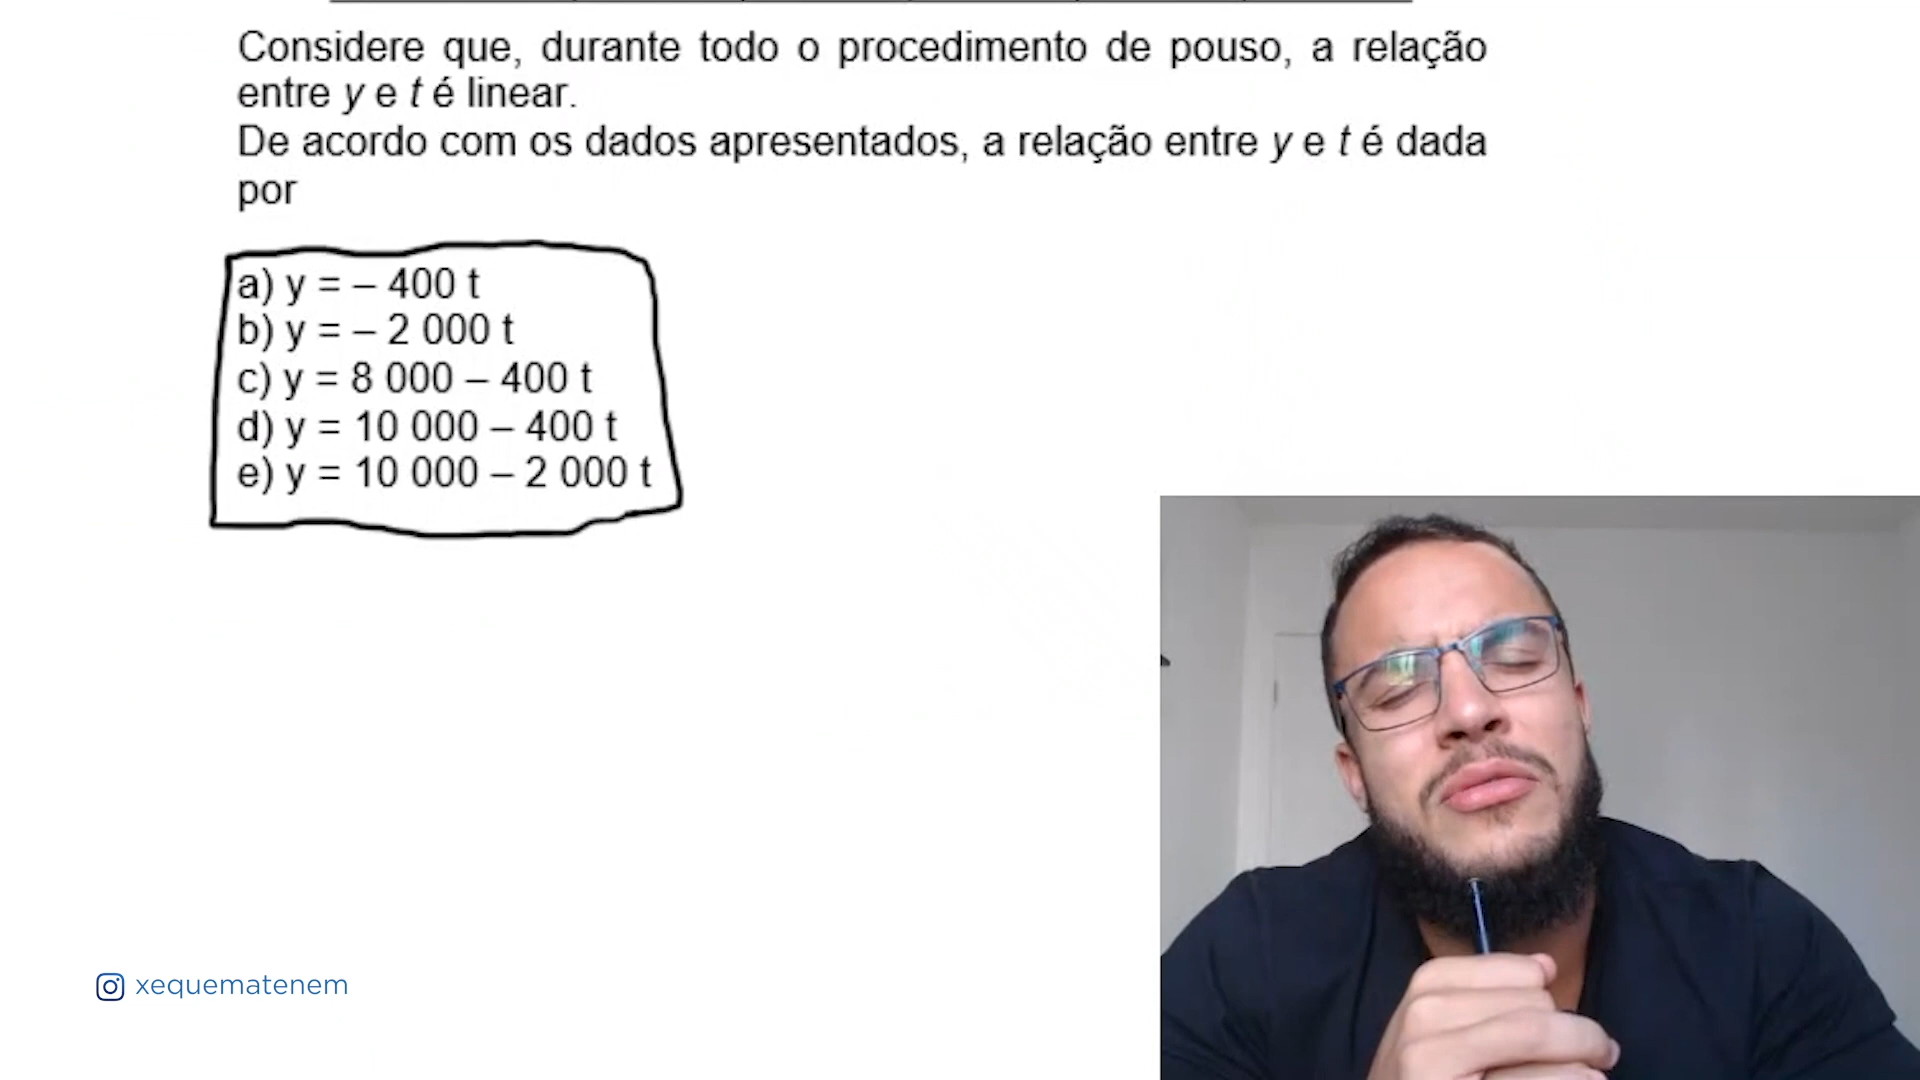 Considere que, durante todo o procedimento de pouso, a relação
entre y e t é linear.
De acordo com os dados apresentados, a relação entre y e t é dada
por
a) y = – 400 t
b) y = – 2 000 t
c) y = 8 000 – 400 t
d) y = 10 000 – 400 t
e) y = 10 000 – 2 000 t
xequematenem